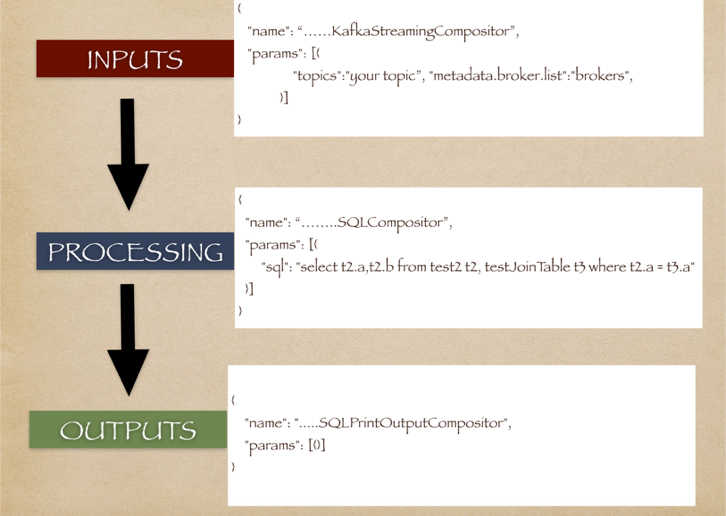 INPUTS
{
"name": “......KafkaStreamingCompositor”,
"params": [{
"topics":"your topic”, "metadata.broker.list":"brokers",
}]
}
PROCESSING
{
"name": “........SQLCompositor”,
"params": [{
"sql": "select t2.a,t2.b from test2 t2, testJoinTable t3 where t2.a = t3.a"
}]
}
OUTPUTS
{
"name": ".....SQLPrintOutputCompositor",
"params": [{}]
}